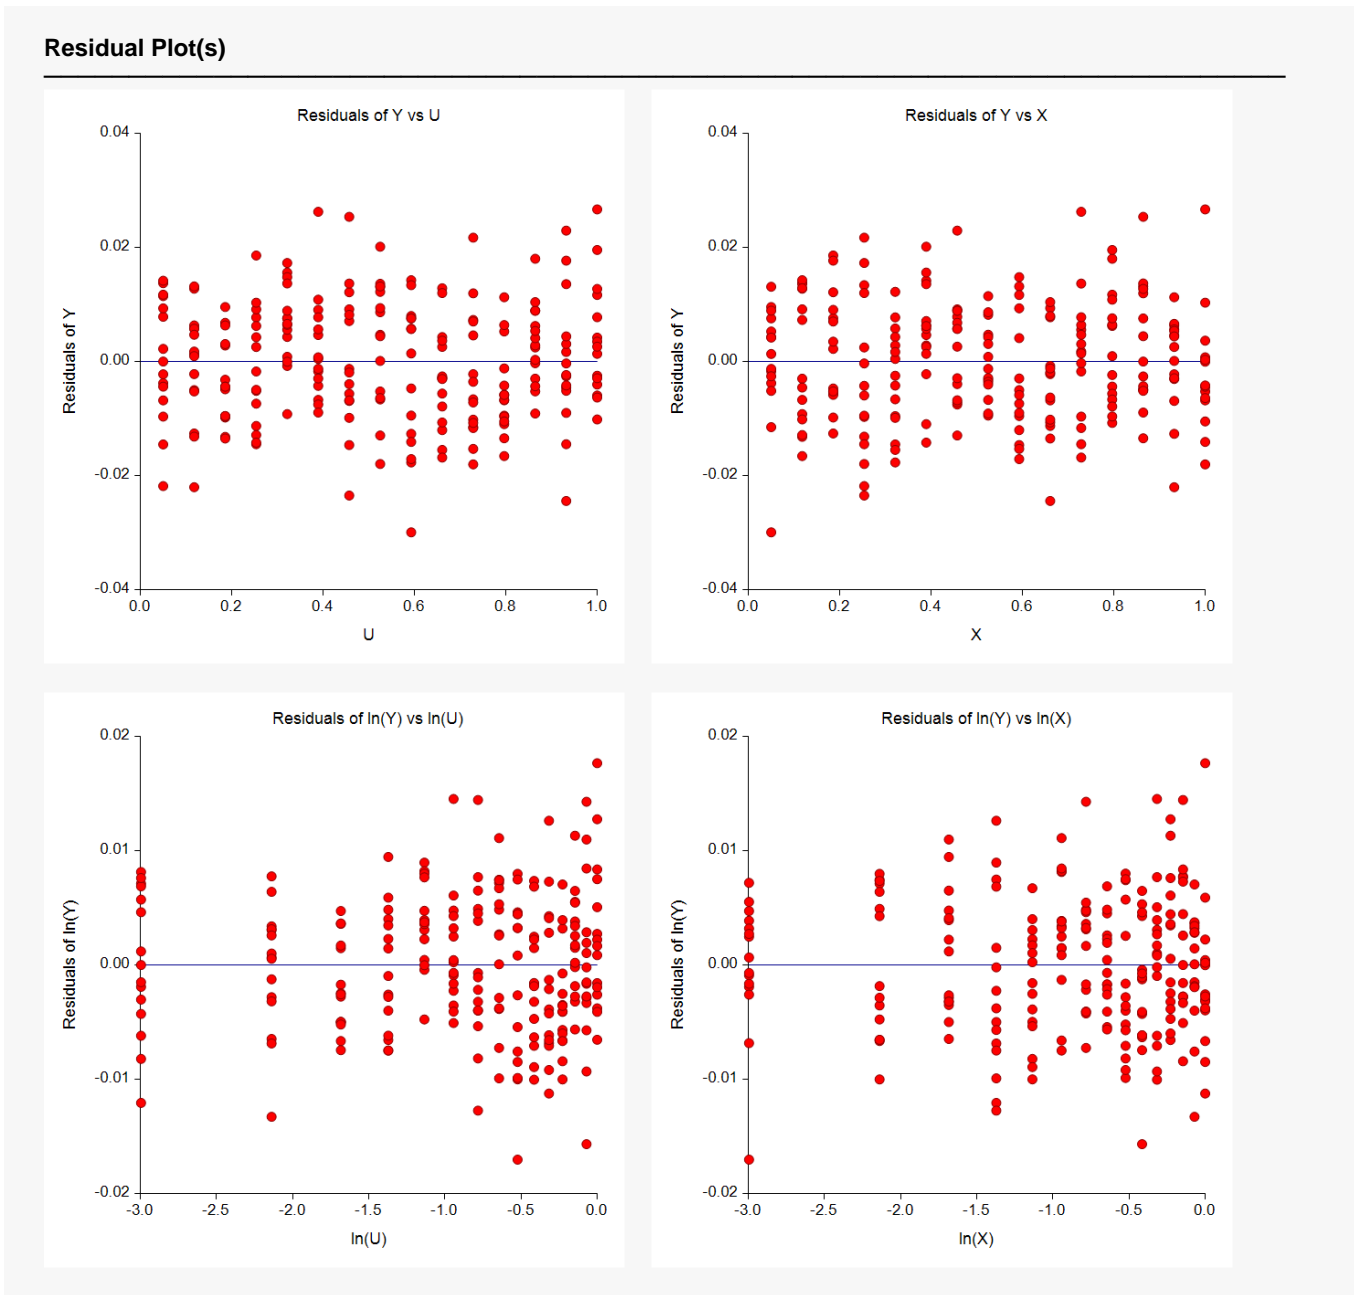 Residual Plot(s)
Residuals of Y vs U
0.04
0.02
0.00
-0.02
-0.04
Residuals of Y
0.0 0.2 0.4 0.6 0.8 1.0
U
Residuals of Y vs X
0.04
0.02
0.00
-0.02
-0.04
Residuals of Y
0.0 0.2 0.4 0.6 0.8 1.0
X
Residuals of ln(Y) vs ln(U)
0.02
0.01
0.00
-0.01
-0.02
Residuals of ln(Y)
-3.0 -2.5 -2.0 -1.5 -1.0 -0.5 0.0
ln(U)
Residuals of ln(Y) vs ln(X)
0.02
0.01
0.00
-0.01
-0.02
Residuals of ln(Y)
-3.0 -2.5 -2.0 -1.5 -1.0 -0.5 0.0
ln(X)